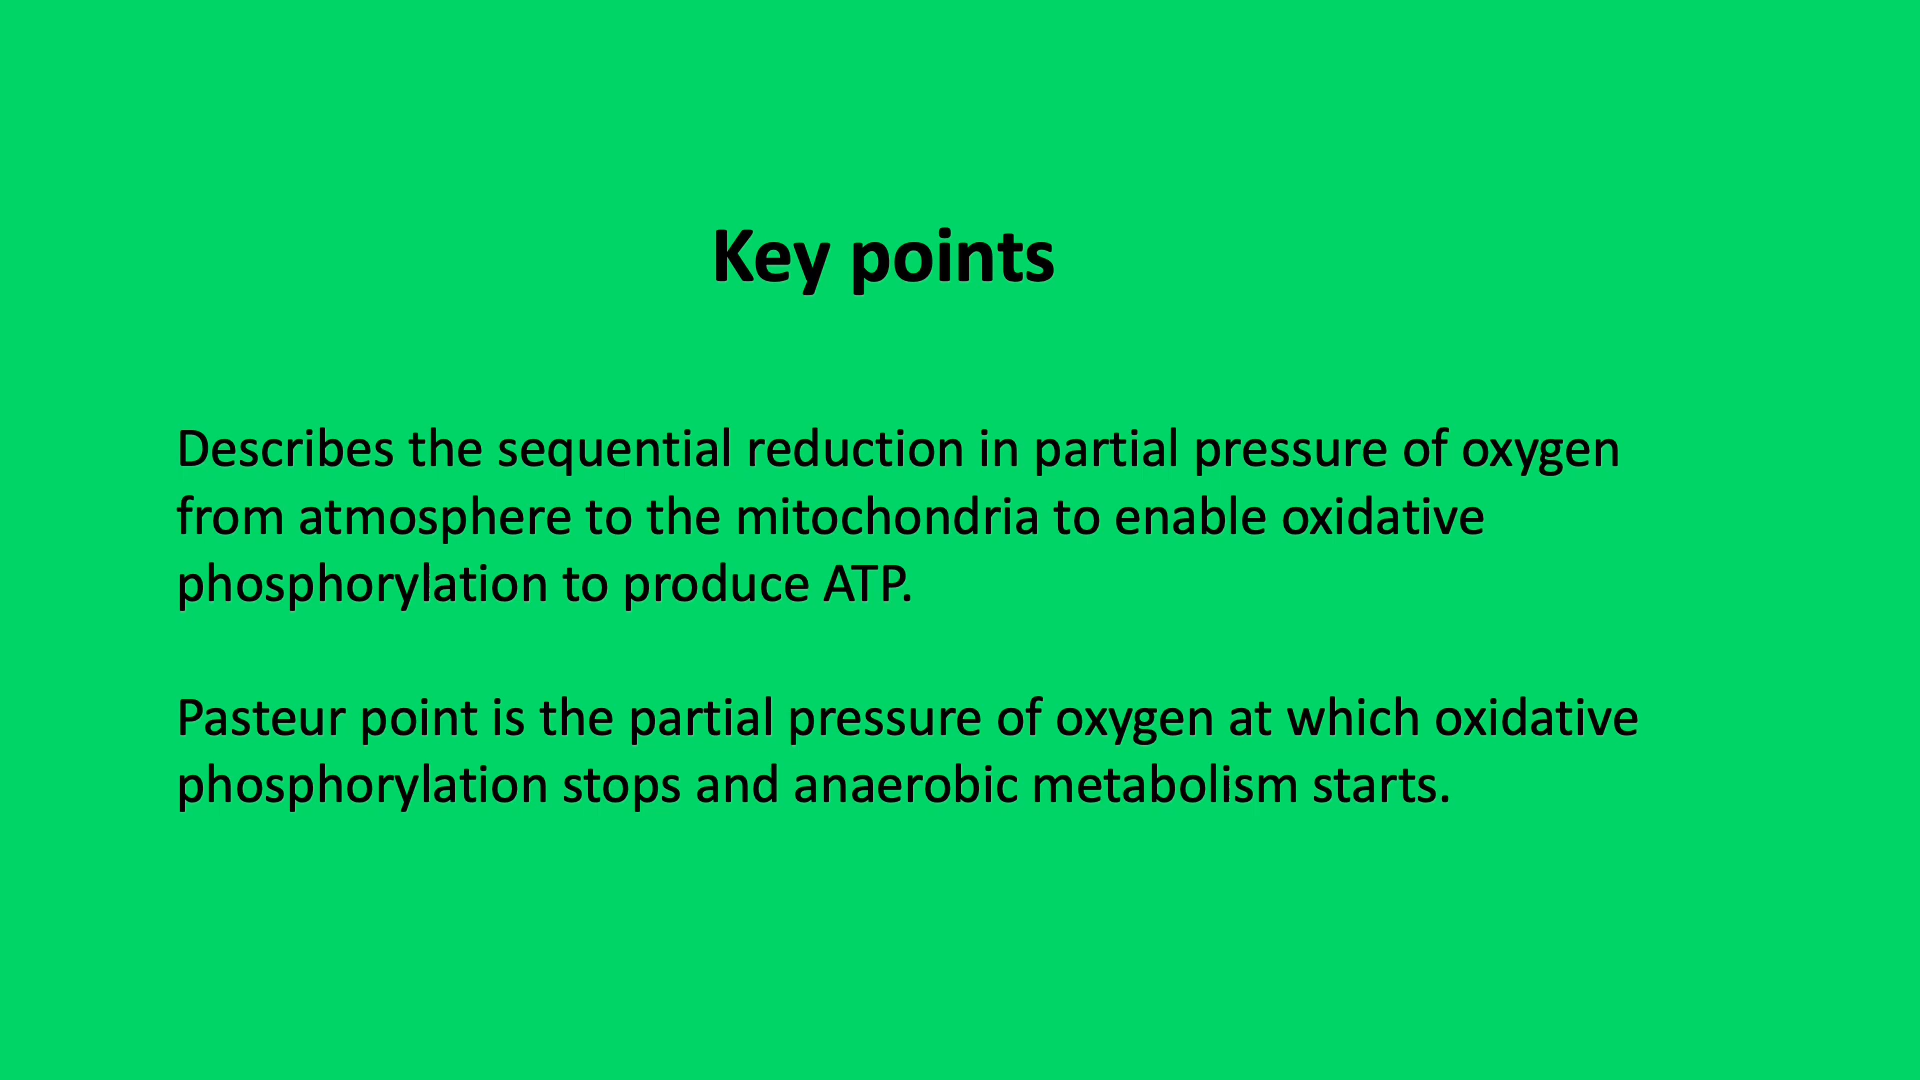 Key points
Describes the sequential reduction in partial pressure of oxygen
from atmosphere to the mitochondria to enable oxidative
phosphorylation to produce ATP.
Pasteur point is the partial pressure of oxygen at which oxidative
phosphorylation stops and anaerobic metabolism starts.